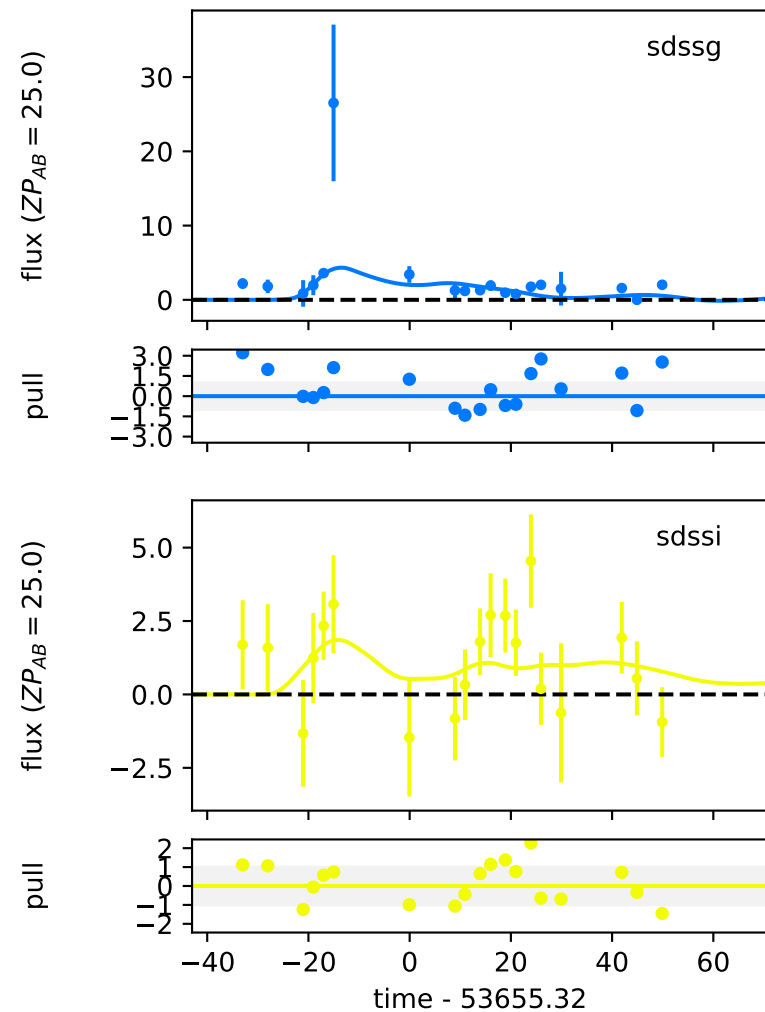 sdssg
flux (ZP_AB = 25.0)
30
20
10
0
pull
3.0
1.5
0.0
−1.5
−3.0
sdssi
flux (ZP_AB = 25.0)
5.0
2.5
0.0
−2.5
pull
2
1
0
−1
−2
−40 −20 0 20 40 60
time - 53655.32